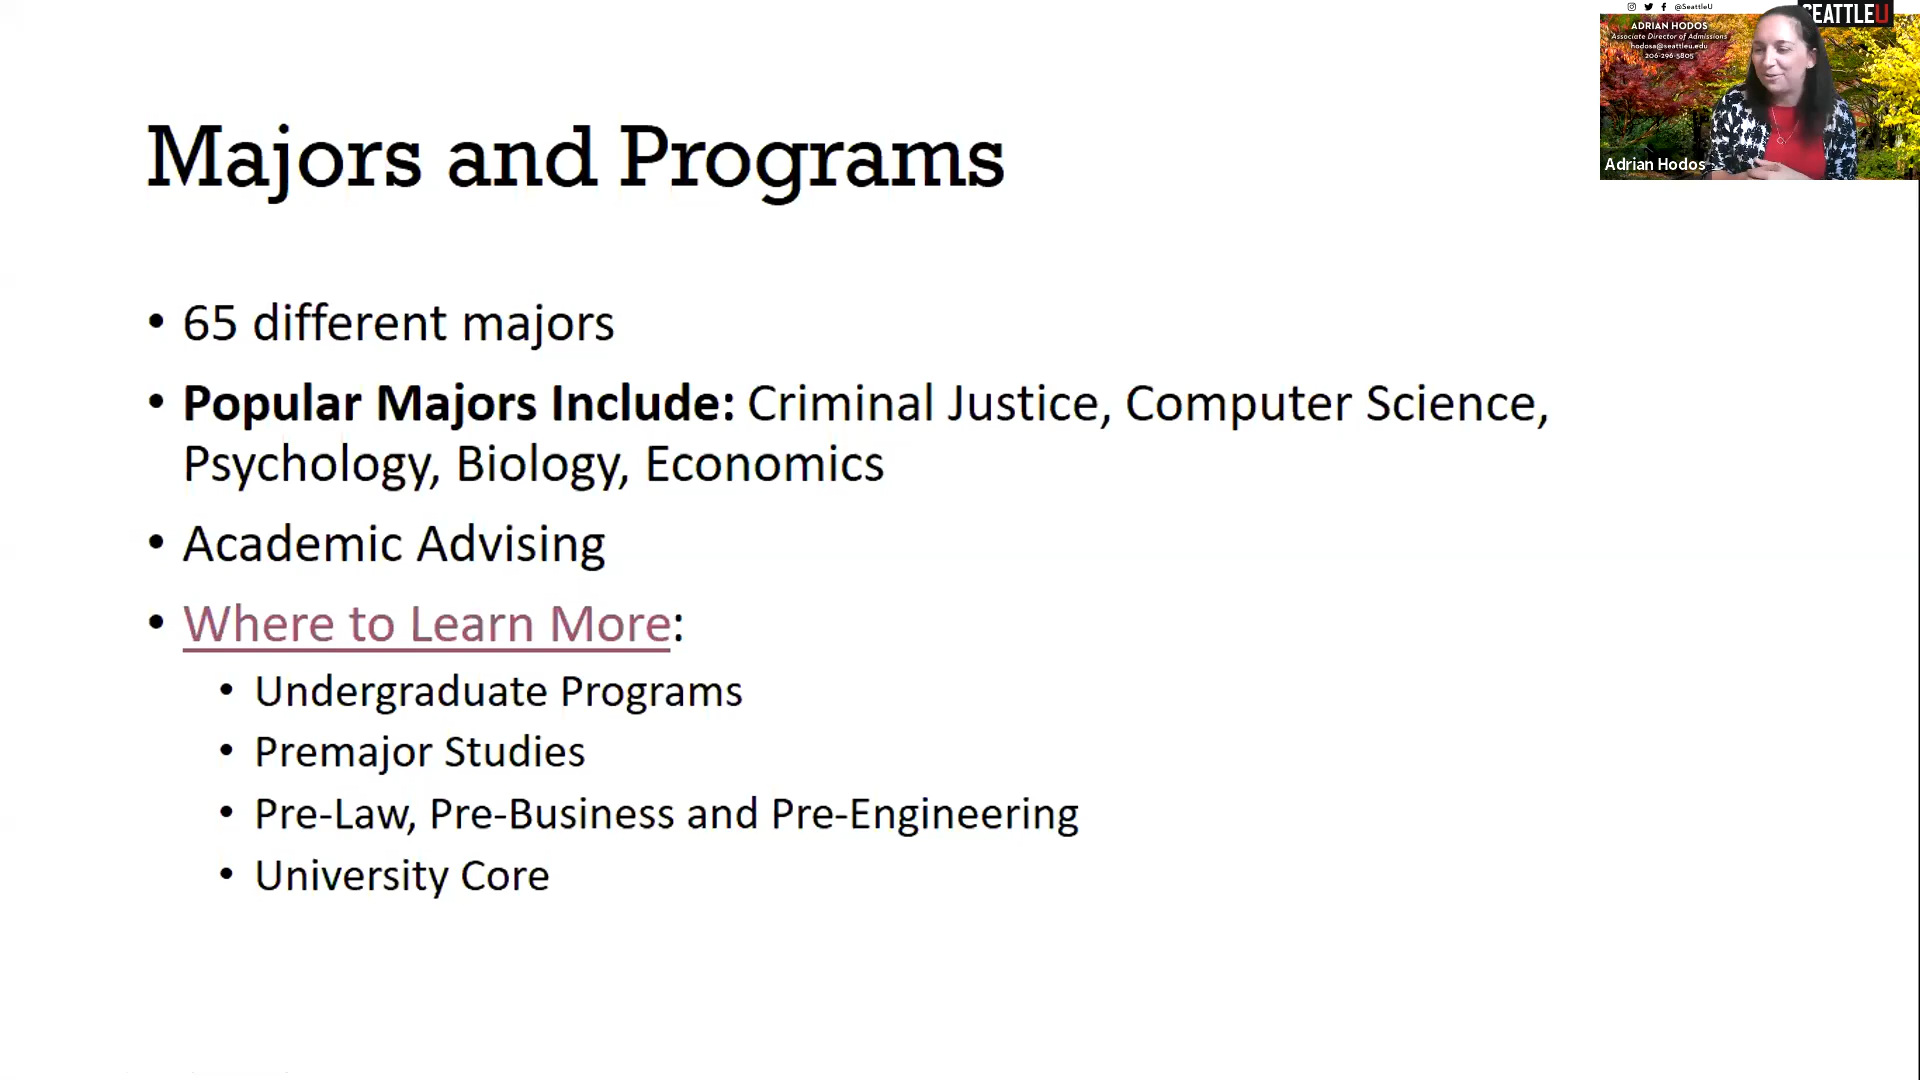 @SeattleU
SEATTLEU
ADRIAN HODOS
Associate Director of Admissions
hodosa@seattleu.edu
206-296-5805
Adrian Hodos
Majors and Programs
• 65 different majors
• Popular Majors Include: Criminal Justice, Computer Science,
Psychology, Biology, Economics
• Academic Advising
• Where to Learn More:
• Undergraduate Programs
• Premajor Studies
• Pre-Law, Pre-Business and Pre-Engineering
• University Core